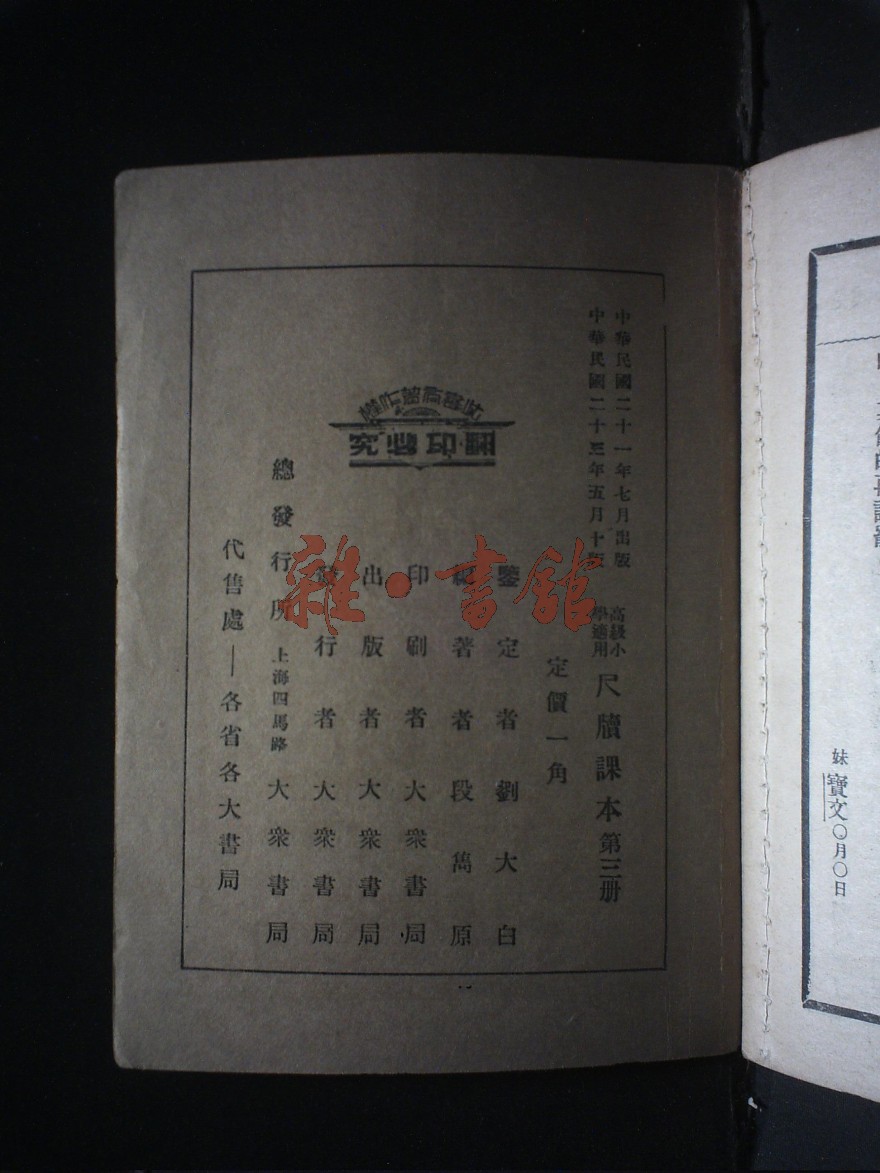 中華民國二十一年七月出版
中華民國二十三年五月十版
高級小
學適用
尺牘課本第三册
定價一角
鑒定者劉大白
編著者段雋原
印刷者大衆書局
出版者大衆書局
發行者大衆書局
總發行所上海四馬路大衆書局
代售處—各省各大書局
翻印必究
雜·書館
妹寶文〇月〇日